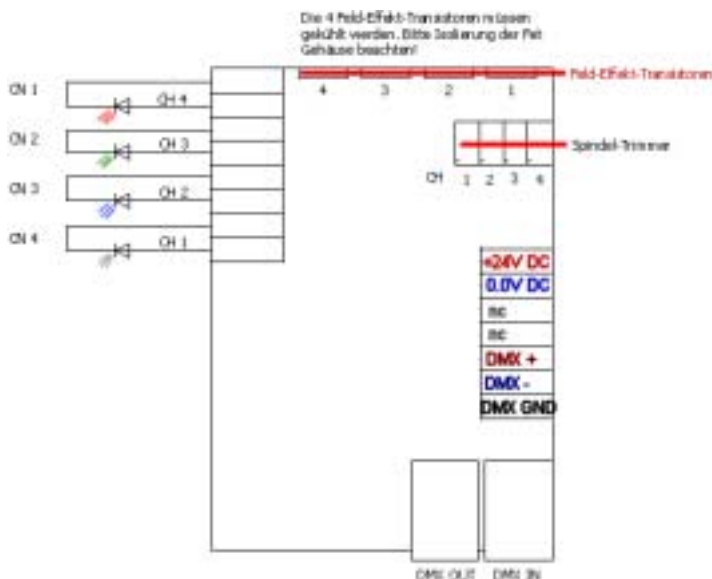 Die 4 Feld-Effekt-Transistoren müssen
gekühlt werden. Bitte Isolierung der Fet
Gehäuse beachten!
Feld-Effekt-Transistoren
4 3 2 1
CN 1
CH 4
CN 2
CH 3
CN 3
CH 2
CN 4
CH 1
Spindel-Trimmer
CH 1 2 3 4
+24V DC
0.0V DC
nc
nc
DMX +
DMX -
DMX GND
DMX OUT DMX IN